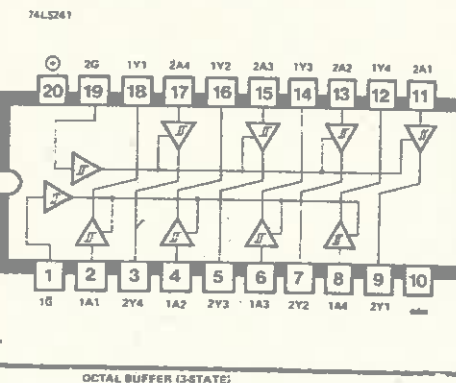 74LS241
2G 1Y1 2A4 1Y2 2A3 1Y3 2A2 1Y4 2A1
20 19 18 17 16 15 14 13 12 11
1 2 3 4 5 6 7 8 9 10
1G̅ 1A1 2Y4 1A2 2Y3 1A3 2Y2 1A4 2Y1
OCTAL BUFFER (3-STATE)